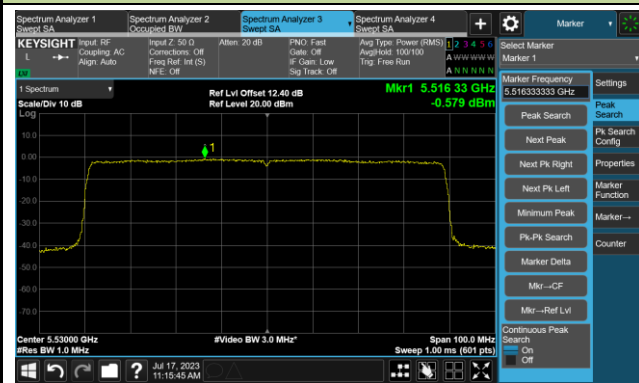 Spectrum Analyzer 1
Swept SA
Spectrum Analyzer 2
Occupied BW
Spectrum Analyzer 3
Swept SA
Spectrum Analyzer 4
Swept SA
+
Marker
KEYSIGHT
L
LW
Input: RF
Coupling: AC
Align: Auto
Input Z: 50 Ω
Corrections: Off
Freq Ref: Int (S)
NFE: Off
Atten: 20 dB
PNO: Fast
Gate: Off
IF Gain: Low
Sig Track: Off
Avg Type: Power (RMS)
Avg|Hold: 100/100
Trig: Free Run
1 2 3 4 5 6
A W W W W W
A N N N N N
Select Marker
Marker 1
1 Spectrum
Scale/Div 10 dB
Log
Ref Lvl Offset 12.40 dB
Ref Level 20.00 dBm
Mkr1 5.516 33 GHz
-0.579 dBm
10.0
0.00
-10.0
-20.0
-30.0
-40.0
-50.0
-60.0
-70.0
1
Center 5.53000 GHz
#Res BW 1.0 MHz
#Video BW 3.0 MHz*
Span 100.0 MHz
Sweep 1.00 ms (601 pts)
Marker Frequency
5.516333333 GHz
Peak Search
Next Peak
Next Pk Right
Next Pk Left
Minimum Peak
Pk-Pk Search
Marker Delta
Mkr→CF
Mkr→Ref Lvl
Continuous Peak
Search
On
Off
Settings
Peak
Search
Pk Search
Config
Properties
Marker
Function
Marker→
Counter
?
Jul 17, 2023
11:15:45 AM